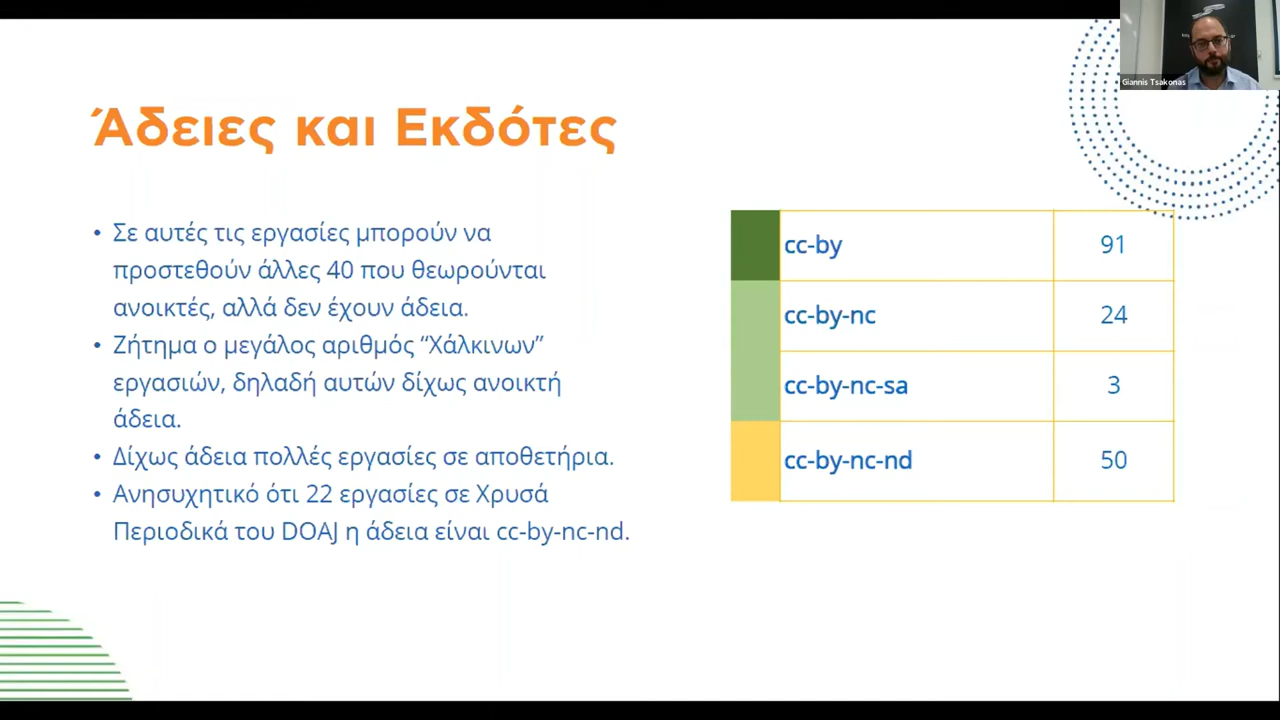 Giannis Tsakonas
Άδειες και Εκδότες
• Σε αυτές τις εργασίες μπορούν να
προστεθούν άλλες 40 που θεωρούνται
ανοικτές, αλλά δεν έχουν άδεια.
• Ζήτημα ο μεγάλος αριθμός “Χάλκινων”
εργασιών, δηλαδή αυτών δίχως ανοικτή
άδεια.
• Δίχως άδεια πολλές εργασίες σε αποθετήρια.
• Ανησυχητικό ότι 22 εργασίες σε Χρυσά
Περιοδικά του DOAJ η άδεια είναι cc-by-nc-nd.
cc-by 91
cc-by-nc 24
cc-by-nc-sa 3
cc-by-nc-nd 50